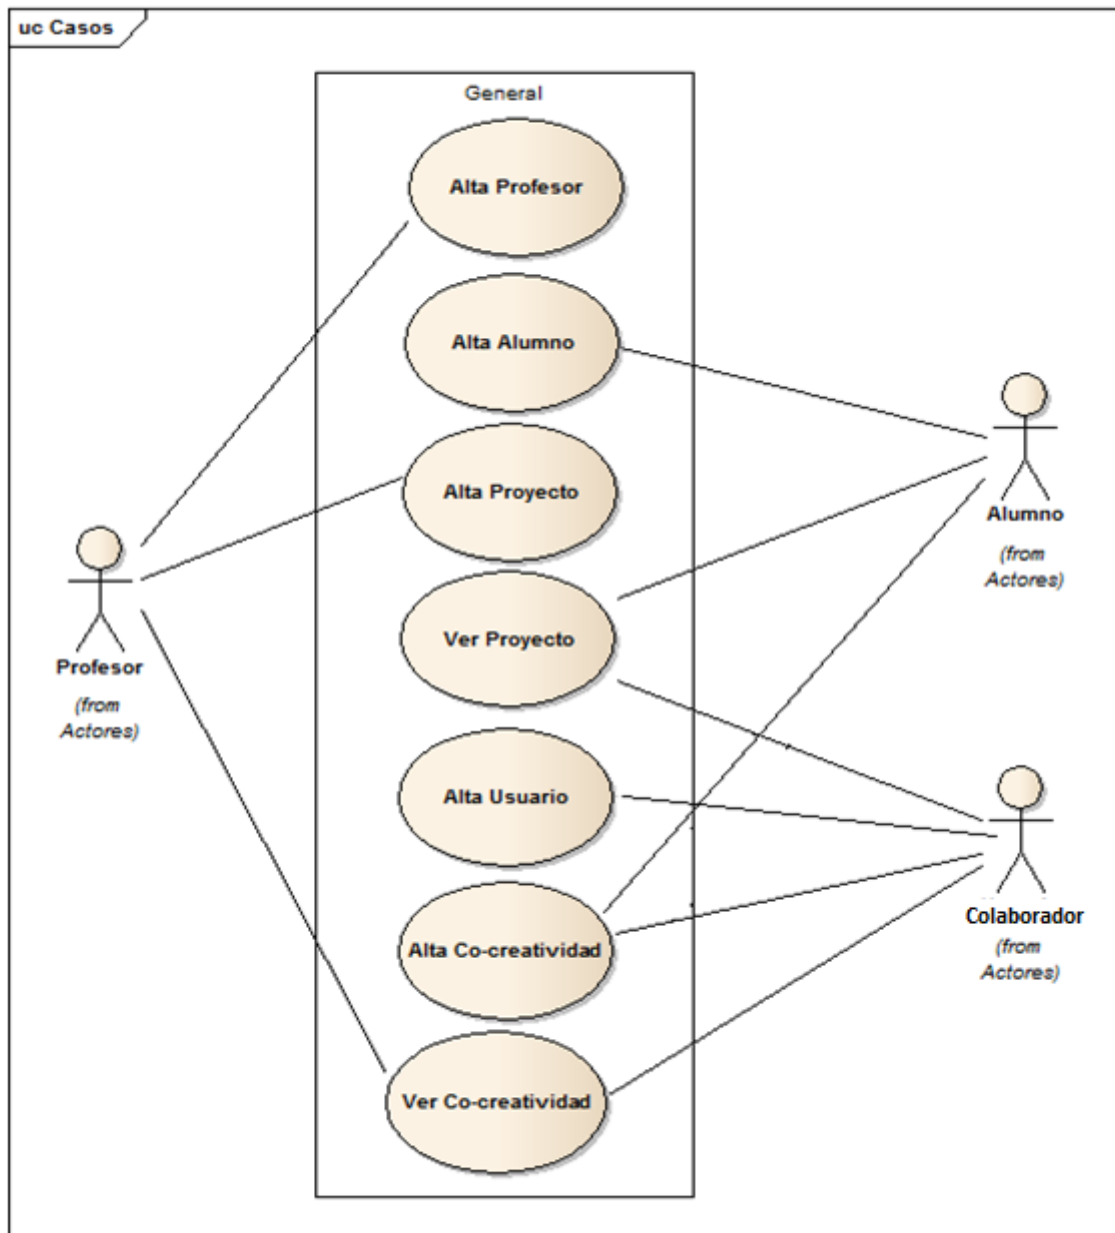 uc Casos
General
Alta Profesor
Alta Alumno
Alta Proyecto
Ver Proyecto
Alta Usuario
Alta Co-creatividad
Ver Co-creatividad
Profesor
(from
Actores)
Alumno
(from
Actores)
Colaborador
(from
Actores)